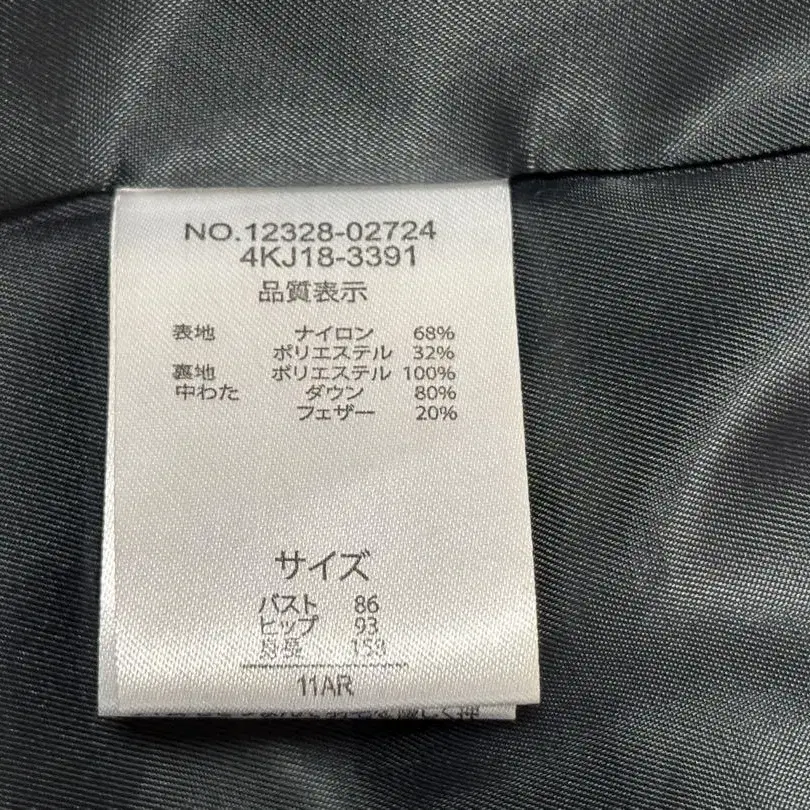 NO.12328-02724
4KJ18-3391
品質表示
表地 ナイロン 68%
ポリエステル 32%
裏地 ポリエステル 100%
中わた ダウン 80%
フェザー 20%
サイズ
バスト 86
ヒップ 93
身長 158
11AR